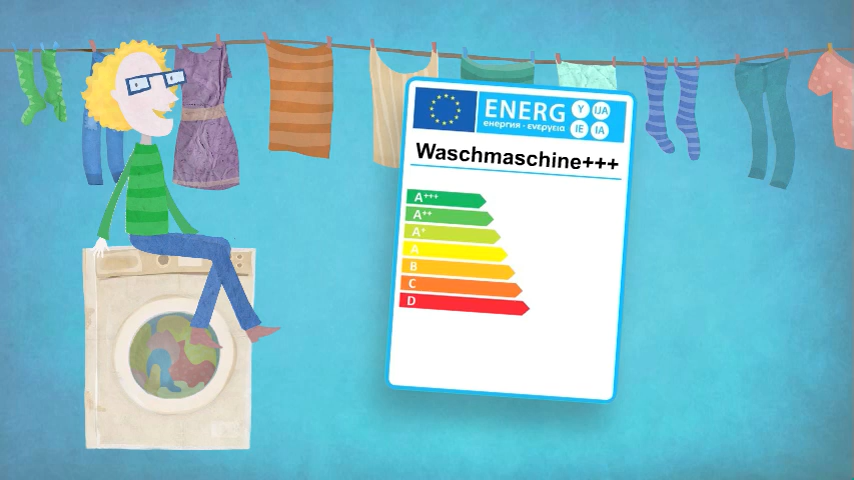 ENERG Y UA
енергия · ενεργεια IE IA
Waschmaschine+++
A+++
A++
A+
A
B
C
D